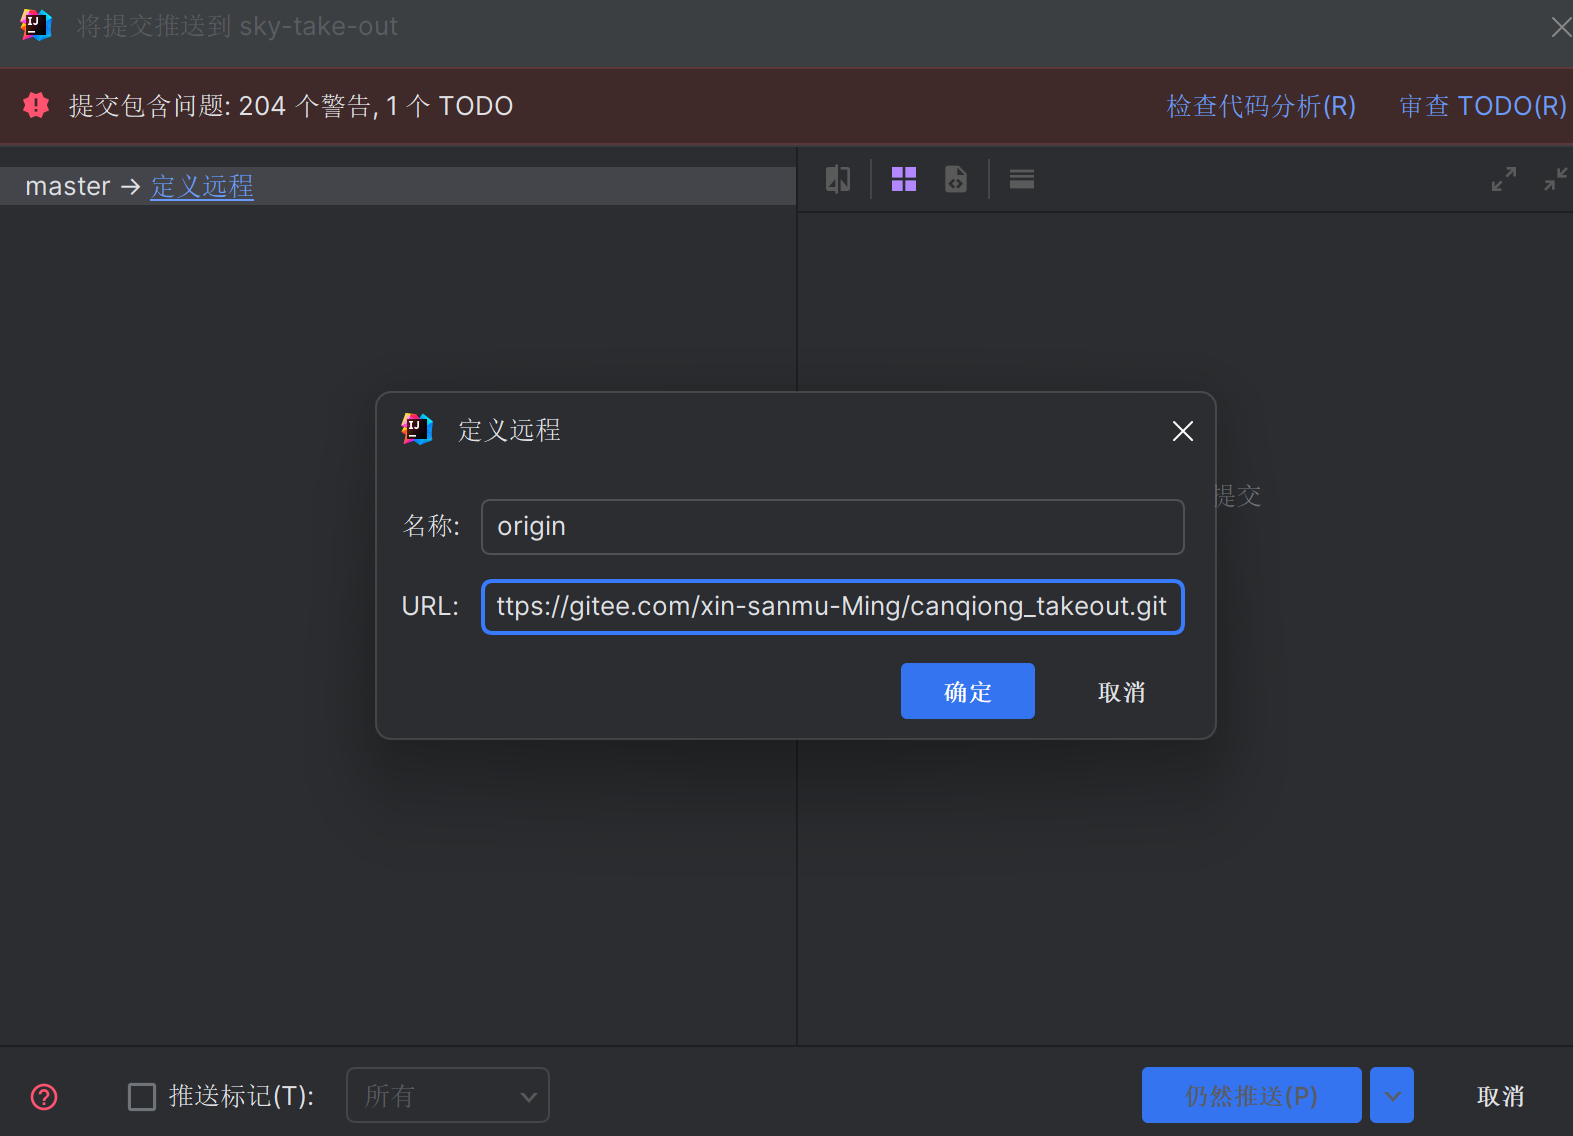 将提交推送到 sky-take-out
提交包含问题: 204 个警告, 1 个 TODO
检查代码分析(R)
审查 TODO(R)
master → 定义远程
定义远程
提交
名称:
origin
URL:
ttps://gitee.com/xin-sanmu-Ming/canqiong_takeout.git
确定
取消
推送标记(T):
所有
仍然推送(P)
取消